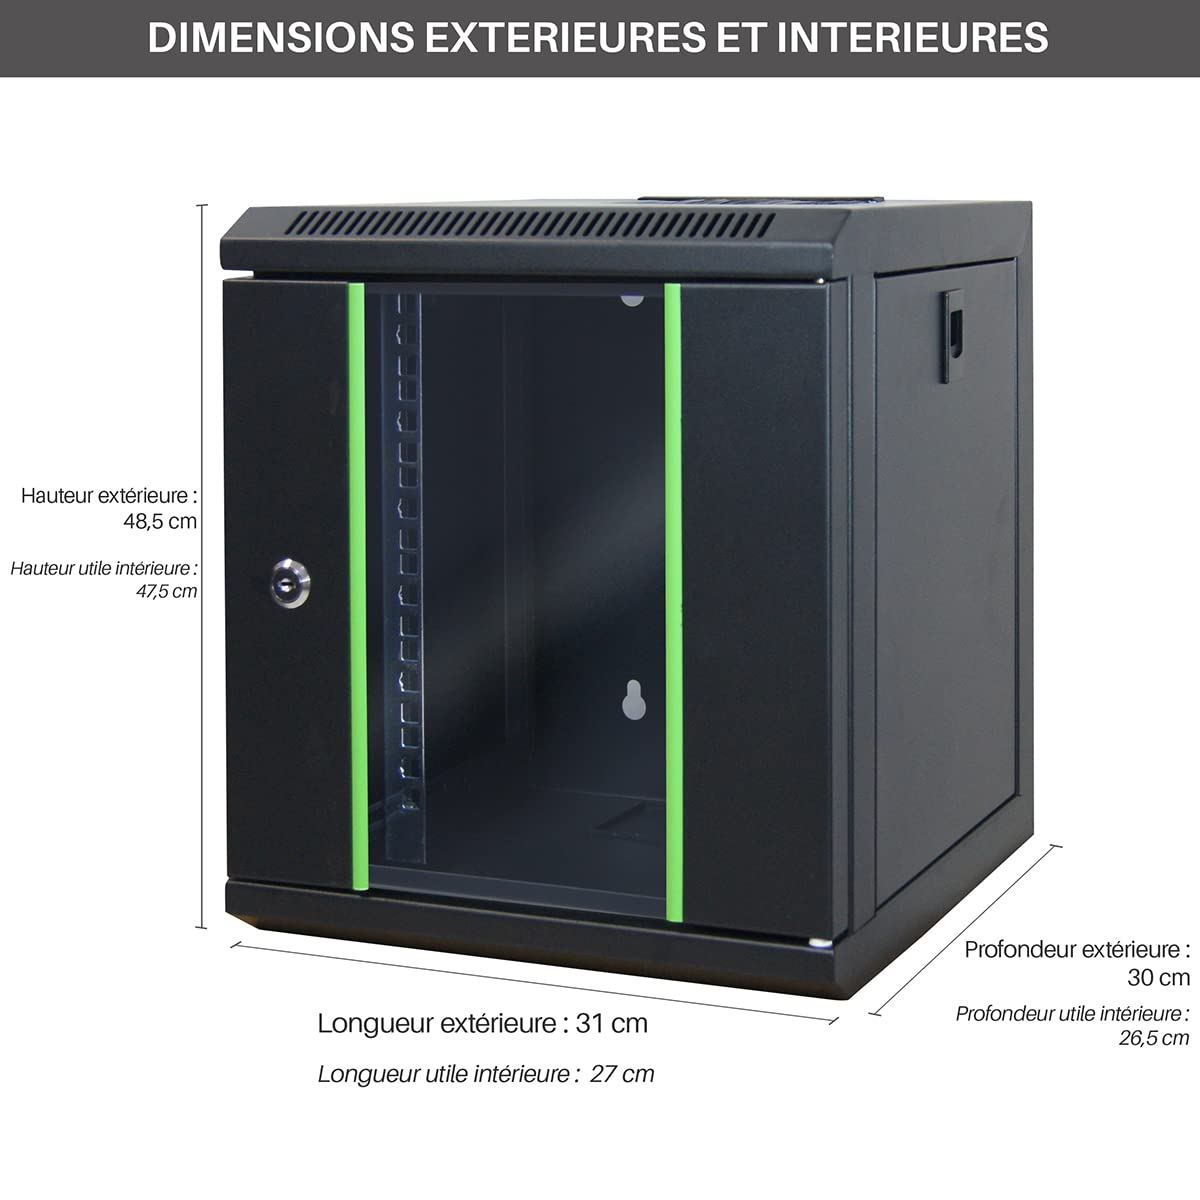 DIMENSIONS EXTERIEURES ET INTERIEURES
Hauteur extérieure :
48,5 cm
Hauteur utile intérieure :
47,5 cm
Profondeur extérieure :
30 cm
Profondeur utile intérieure :
26,5 cm
Longueur extérieure : 31 cm
Longueur utile intérieure : 27 cm